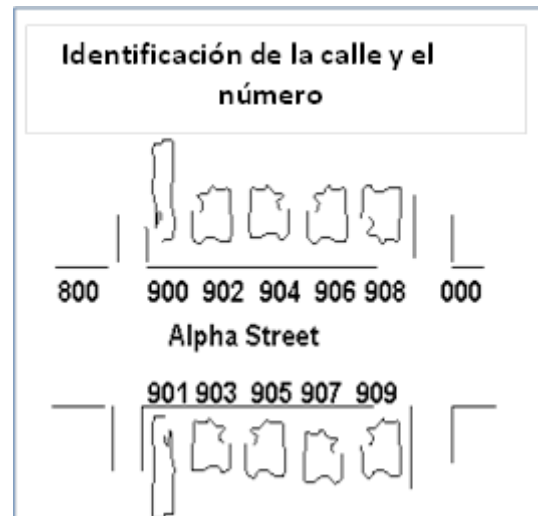 Identificación de la calle y el
número
800 900 902 904 906 908 000
Alpha Street
901 903 905 907 909